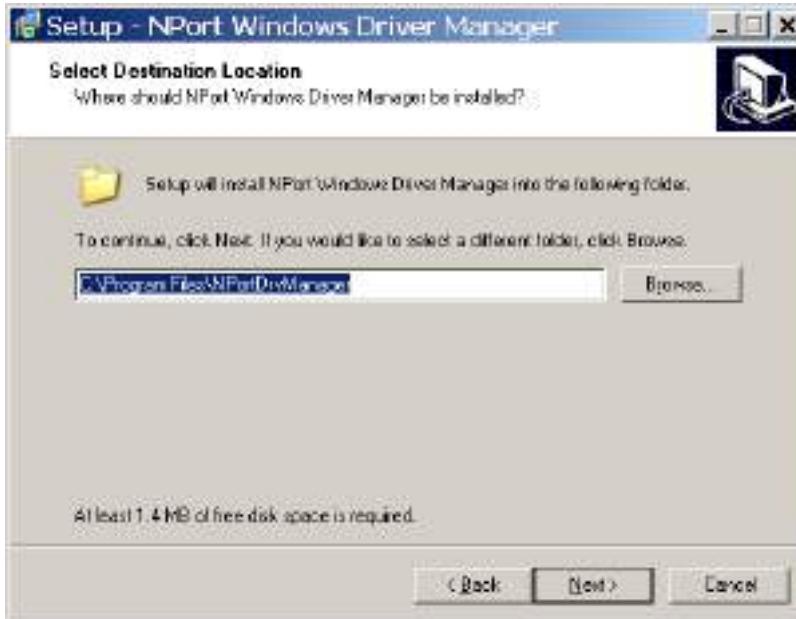 Setup - NPort Windows Driver Manager
Select Destination Location
Where should NPort Windows Driver Manager be installed?
Setup will install NPort Windows Driver Manager into the following folder.
To continue, click Next. If you would like to select a different folder, click Browse.
C:\Program Files\NPortDrvManager
Browse...
At least 1.4 MB of free disk space is required.
< Back
Next >
Cancel